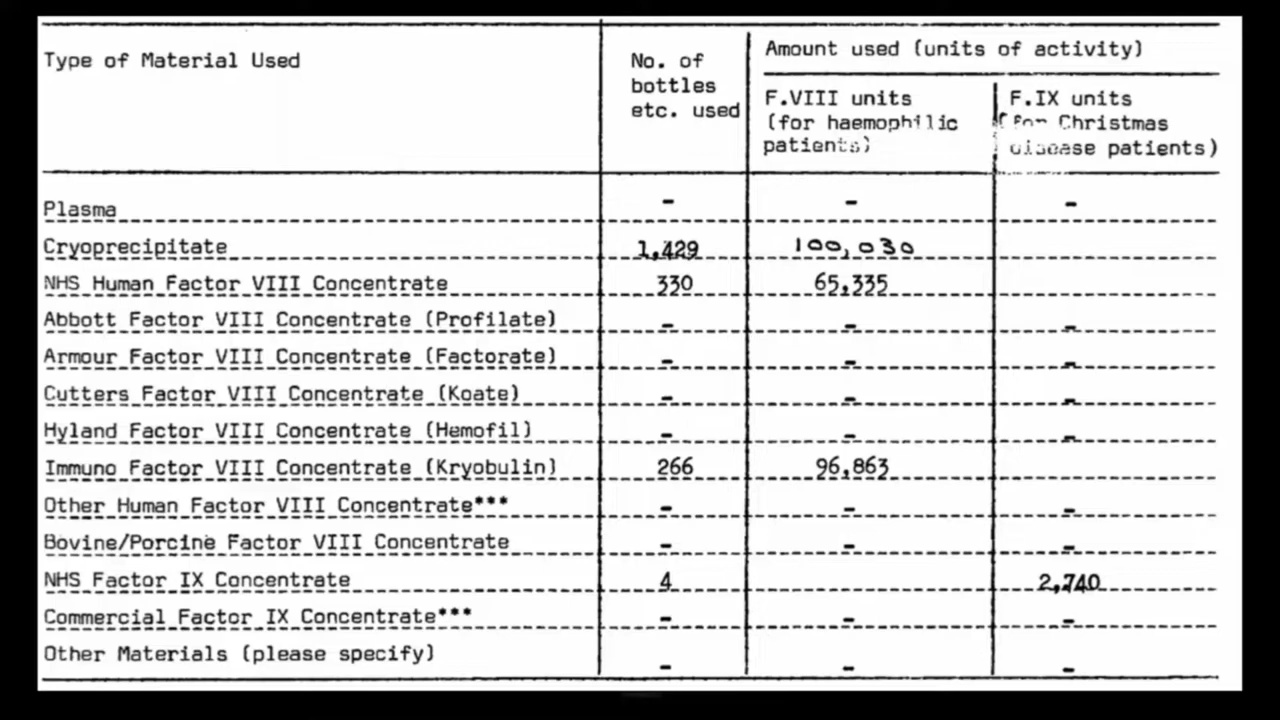 Type of Material Used
No. of
bottles
etc. used
Amount used (units of activity)
F.VIII units
(for haemophilic
patients)
F.IX units
(for Christmas
disease patients)
Plasma - - -
Cryoprecipitate 1,429 100,030
NHS Human Factor VIII Concentrate 330 65,335
Abbott Factor VIII Concentrate (Profilate) - - -
Armour Factor VIII Concentrate (Factorate) - - -
Cutters Factor VIII Concentrate (Koate) - - -
Hyland Factor VIII Concentrate (Hemofil) - - -
Immuno Factor VIII Concentrate (Kryobulin) 266 96,863
Other Human Factor VIII Concentrate*** - - -
Bovine/Porcine Factor VIII Concentrate - - -
NHS Factor IX Concentrate 4 2,740
Commercial Factor IX Concentrate*** - - -
Other Materials (please specify) - - -